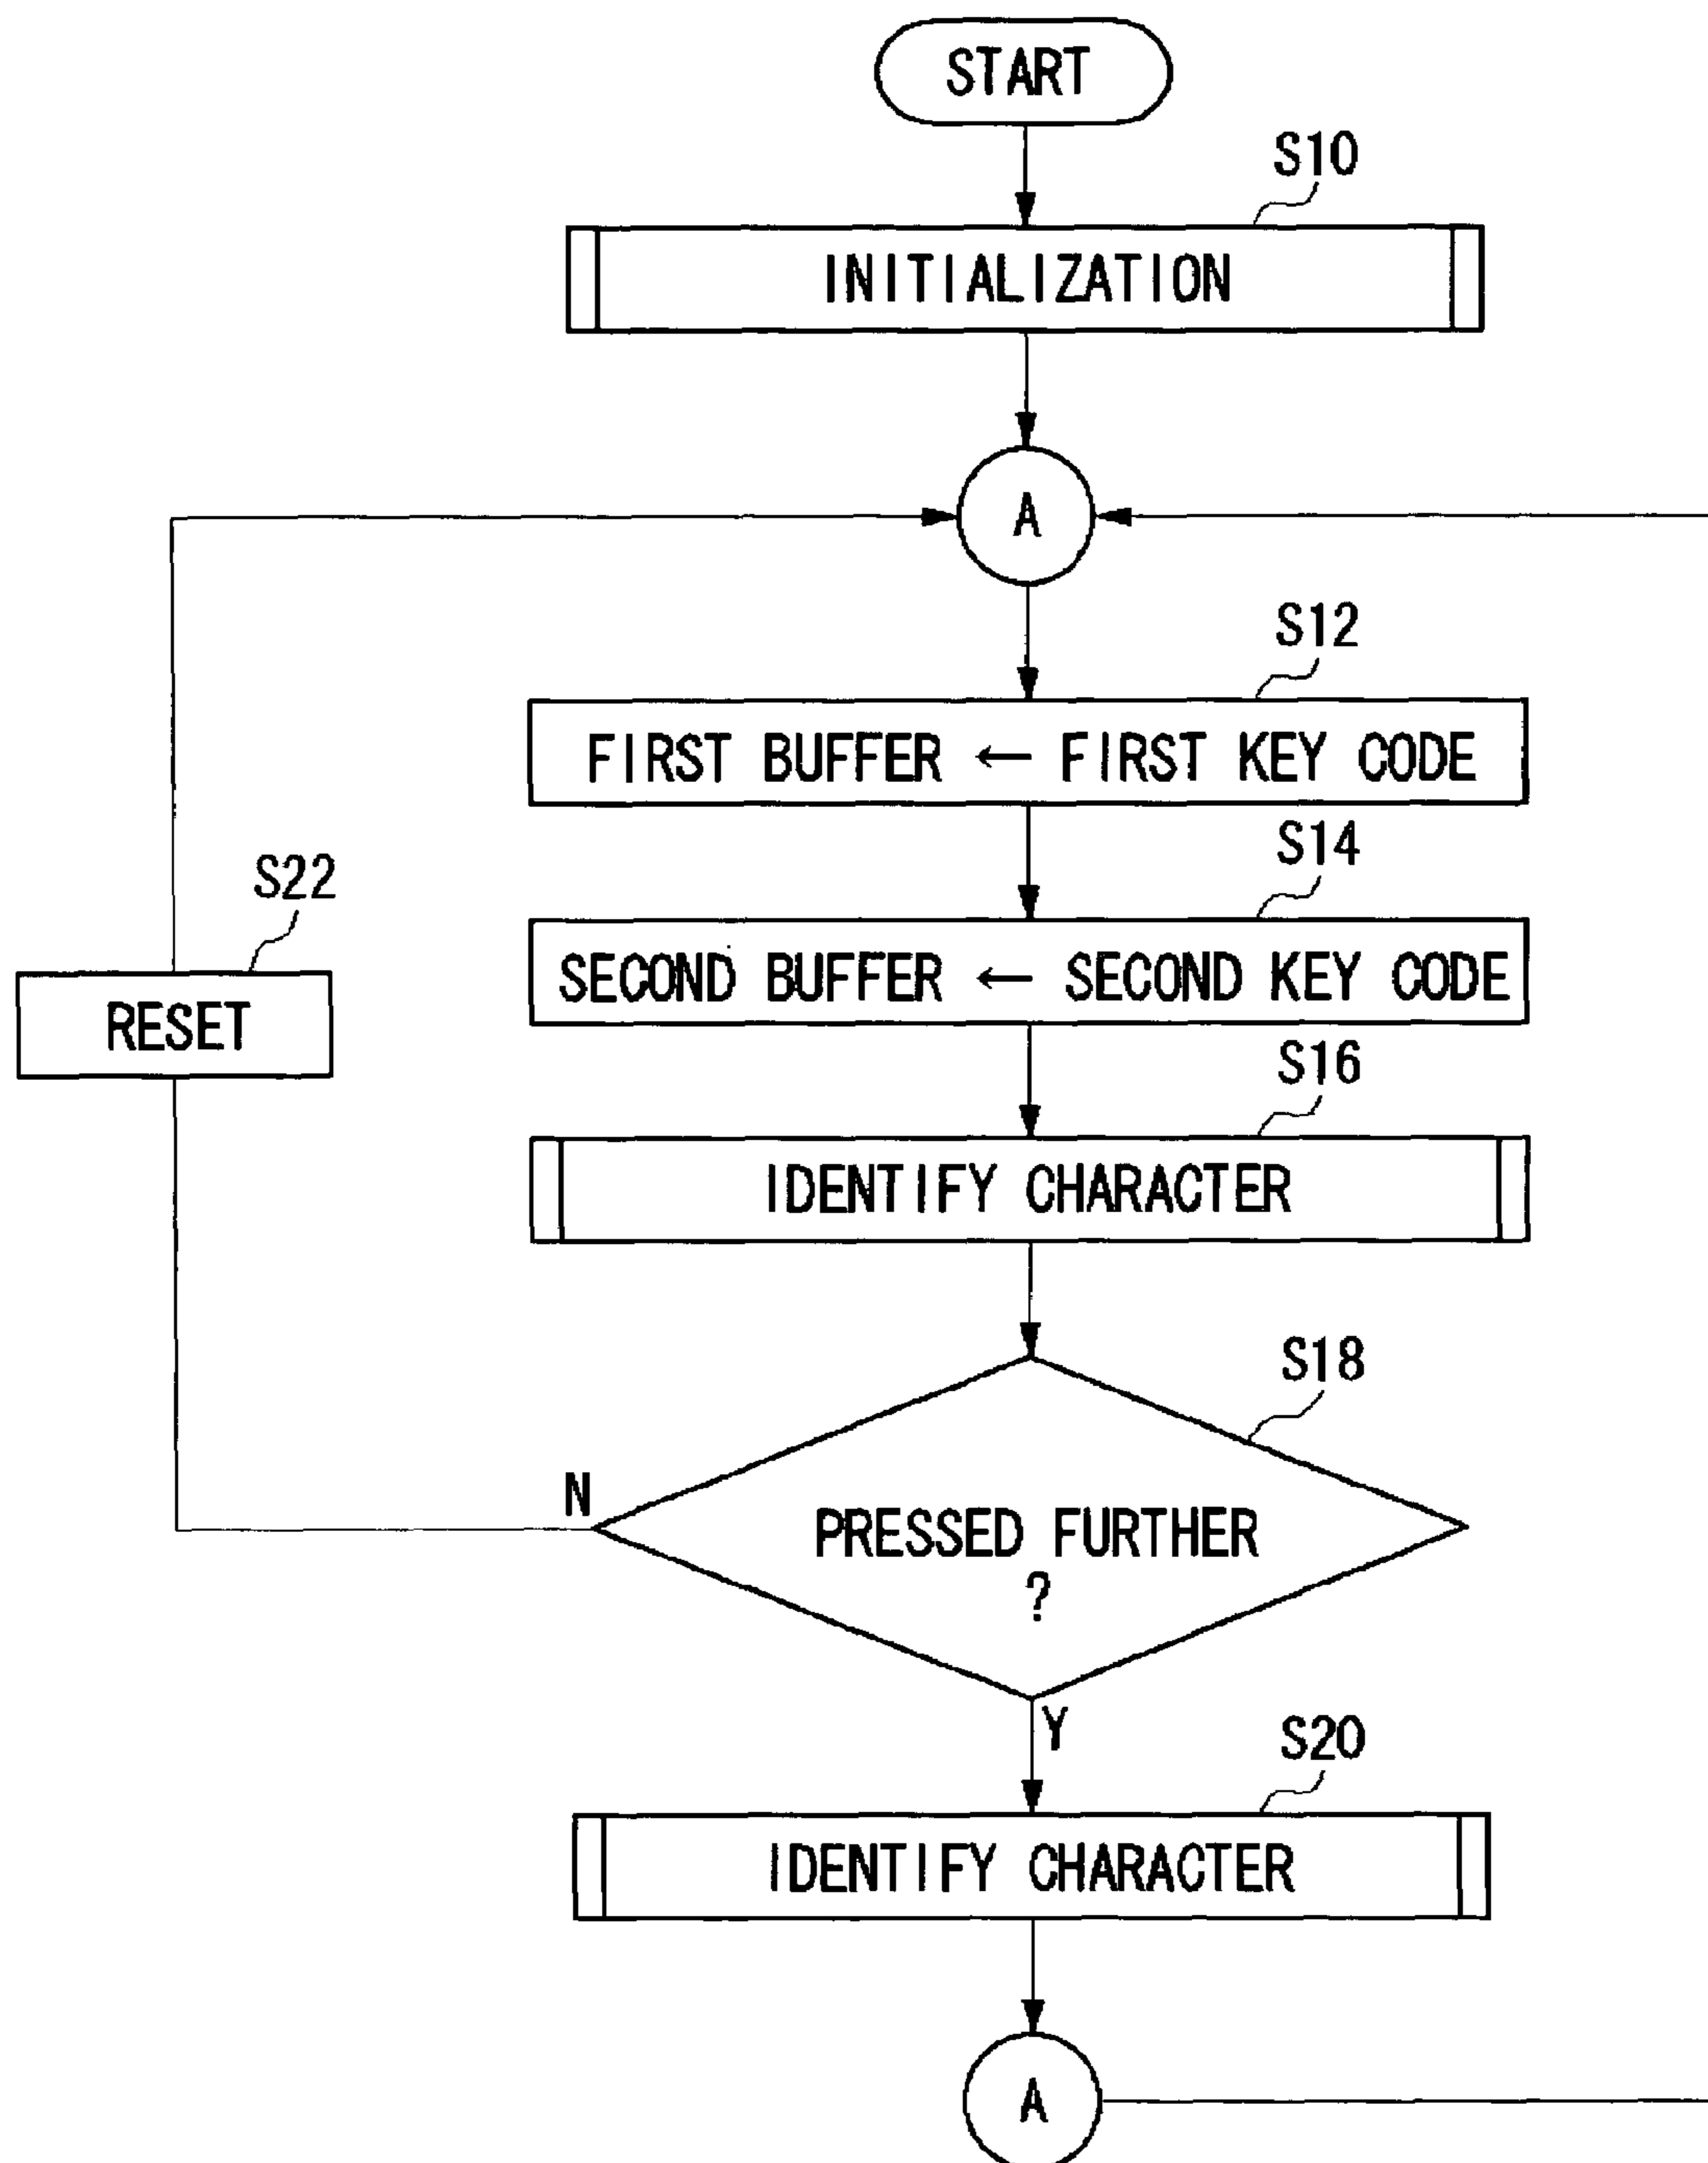 START
S10
INITIALIZATION
A
S12
FIRST BUFFER ← FIRST KEY CODE
S14
SECOND BUFFER ← SECOND KEY CODE
S22
RESET
S16
IDENTIFY CHARACTER
S18
N
PRESSED FURTHER
?
Y
S20
IDENTIFY CHARACTER
A